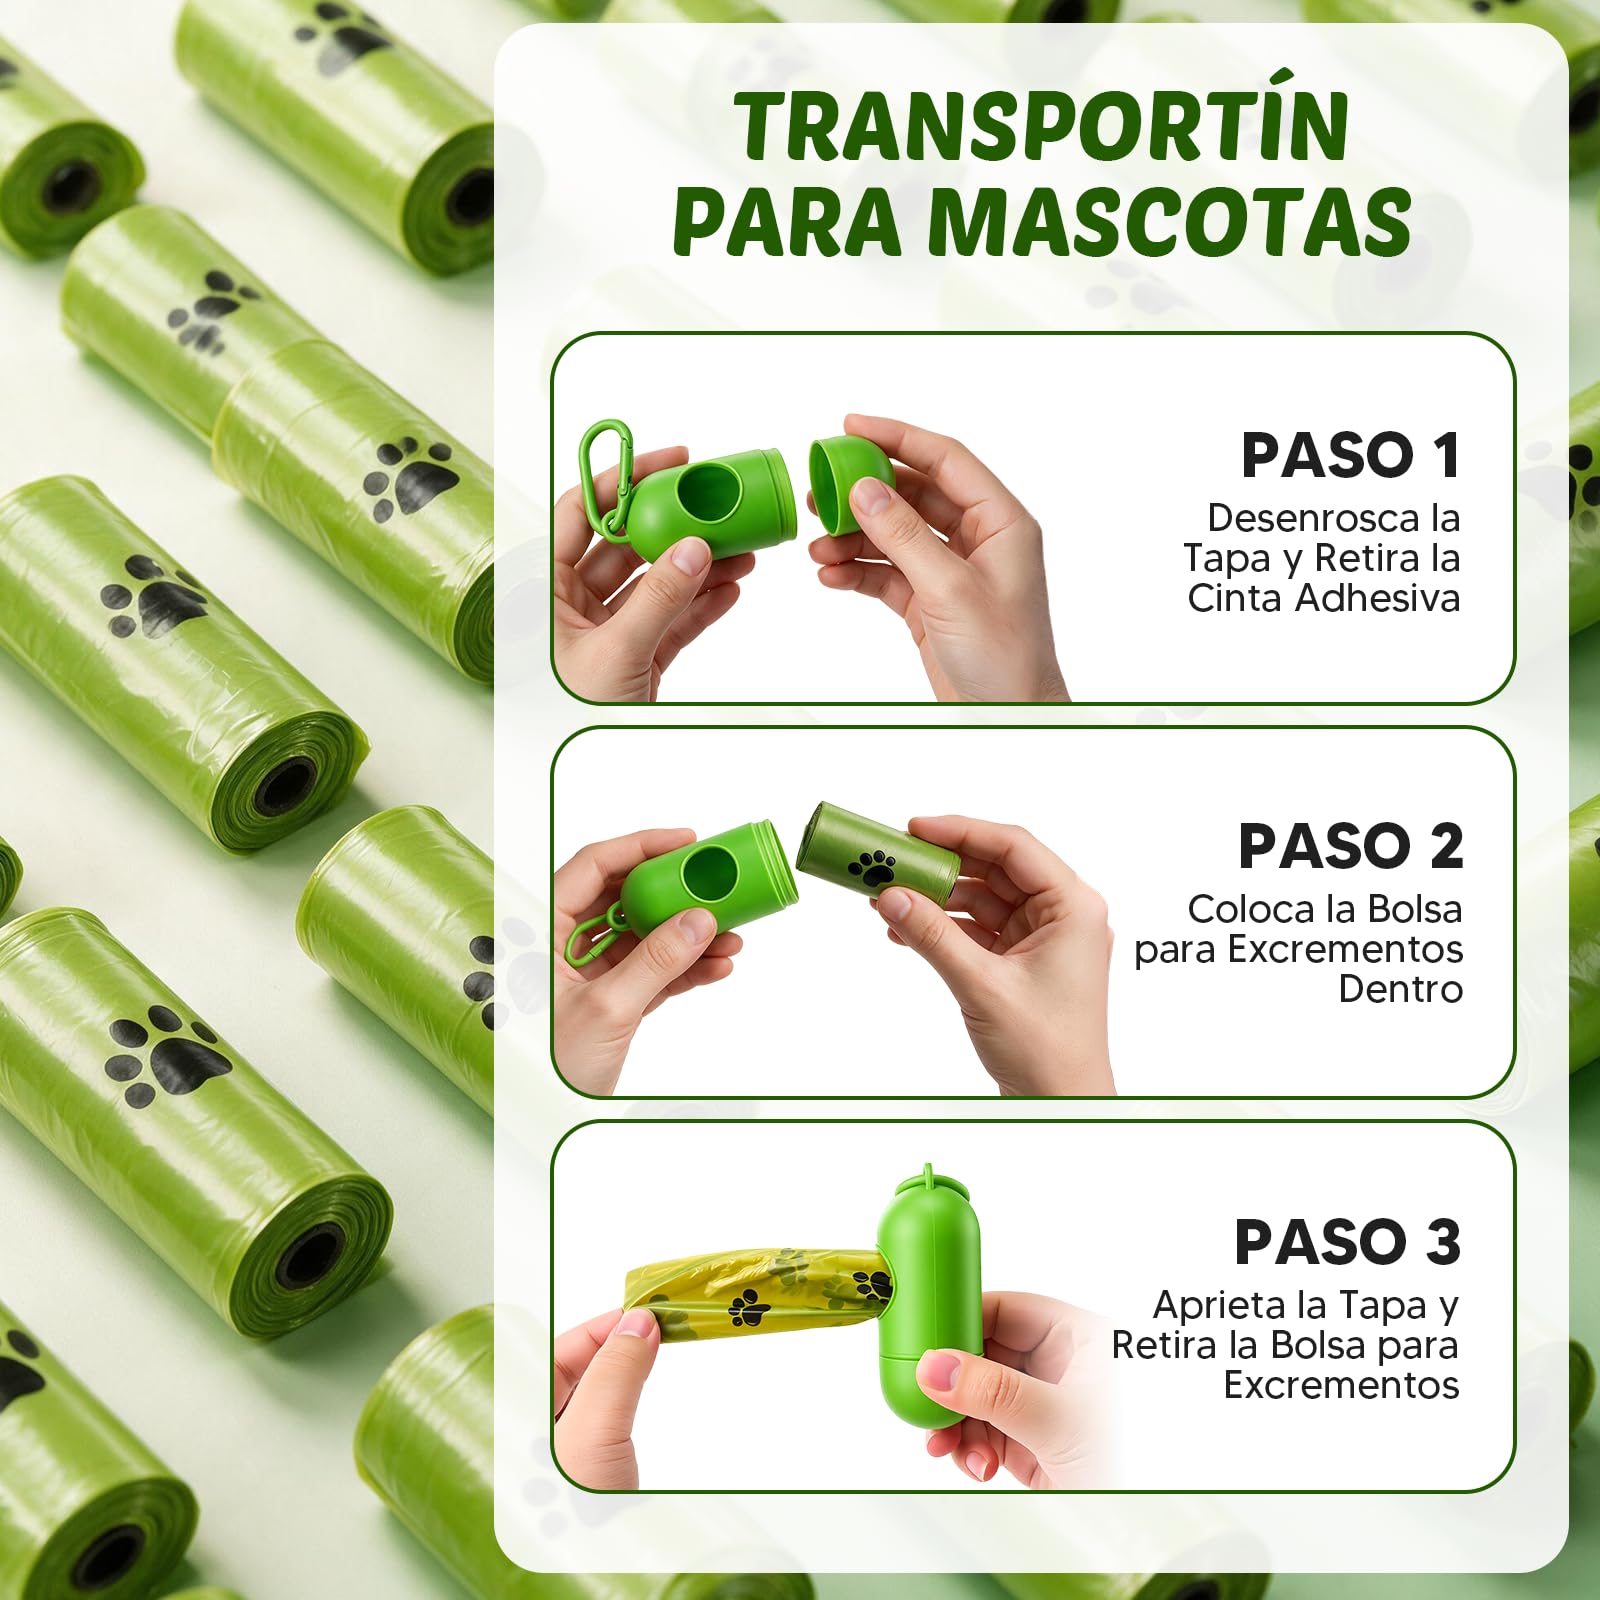 TRANSPORTÍN
PARA MASCOTAS
PASO 1
Desenrosca la
Tapa y Retira la
Cinta Adhesiva
PASO 2
Coloca la Bolsa
para Excrementos
Dentro
PASO 3
Aprieta la Tapa y
Retira la Bolsa para
Excrementos